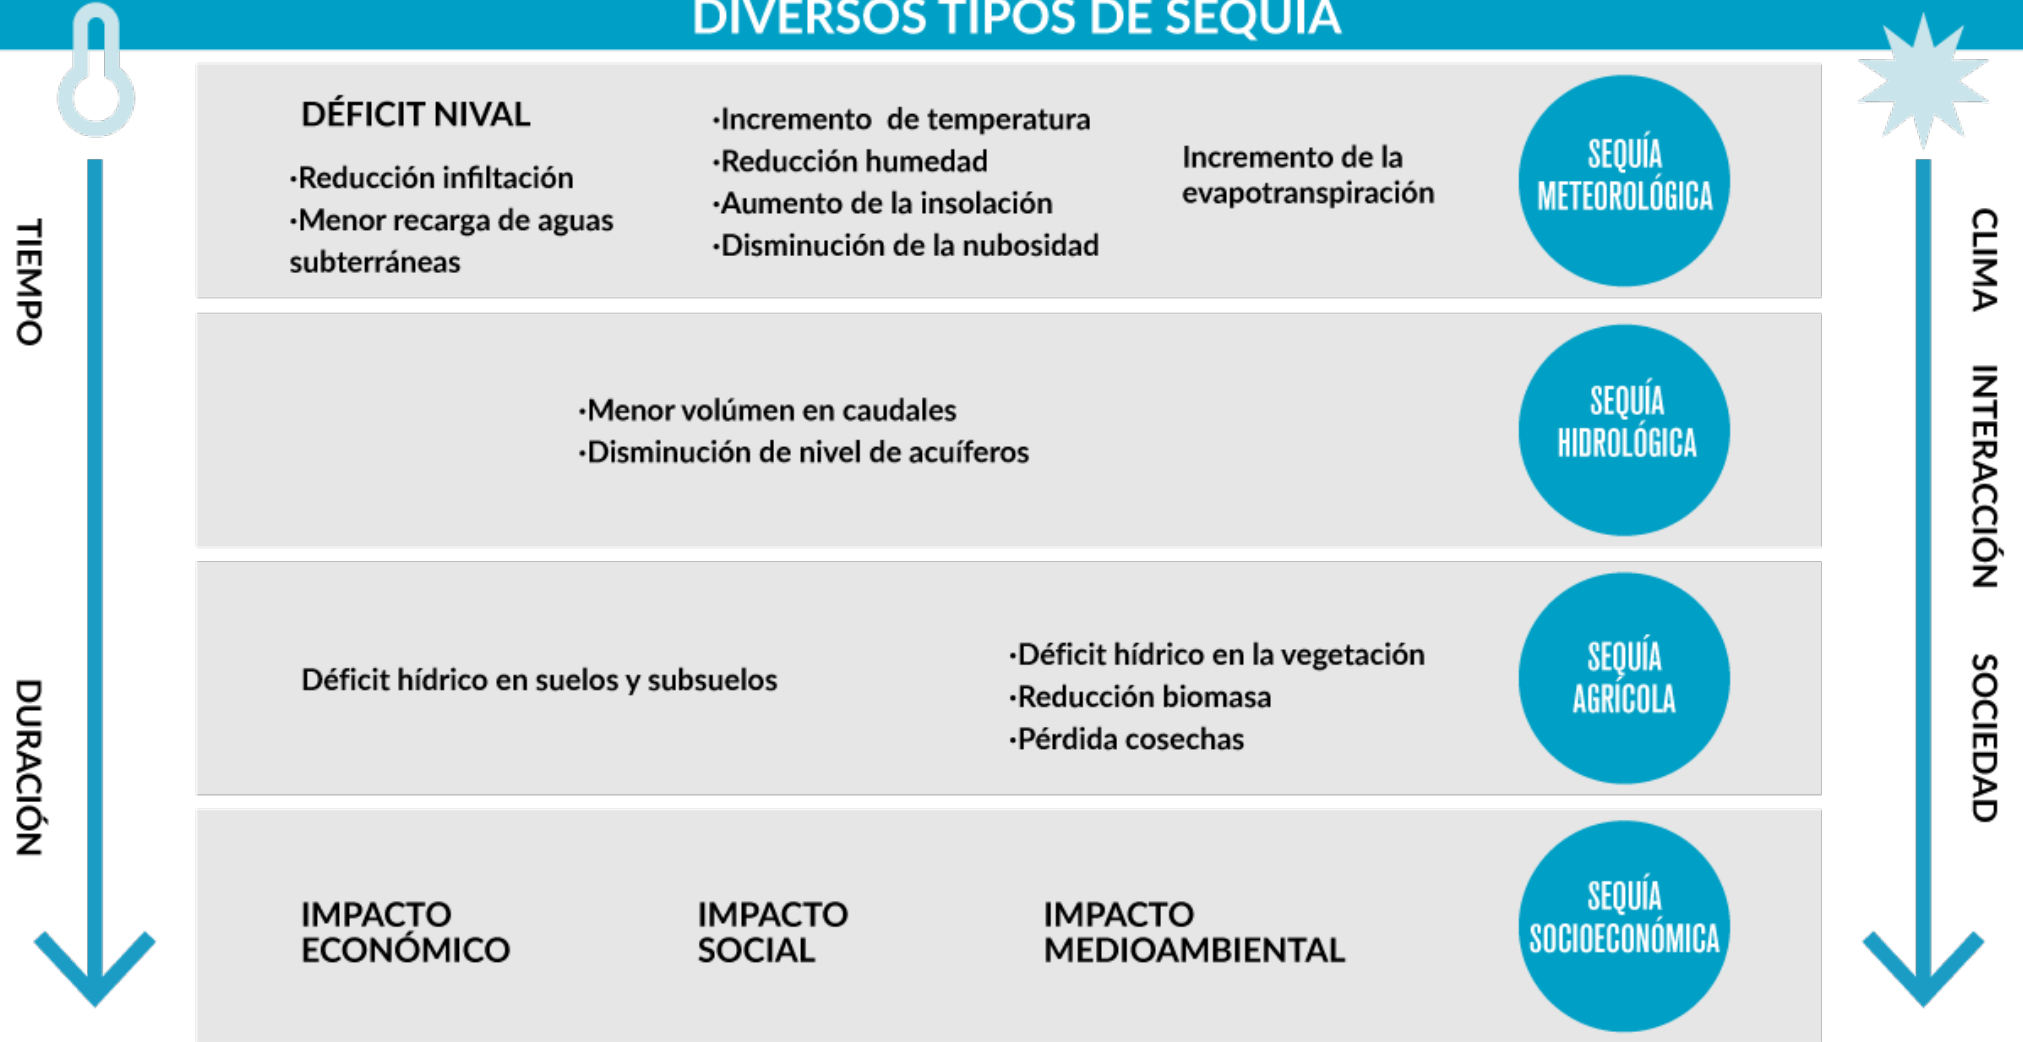 DIVERSOS TIPOS DE SEQUÍA
TIEMPO
DURACIÓN
DÉFICIT NIVAL
·Reducción infiltación
·Menor recarga de aguas
subterráneas
·Incremento de temperatura
·Reducción humedad
·Aumento de la insolación
·Disminución de la nubosidad
Incremento de la
evapotranspiración
SEQUÍA
METEOROLÓGICA
·Menor volúmen en caudales
·Disminución de nivel de acuíferos
SEQUÍA
HIDROLÓGICA
Déficit hídrico en suelos y subsuelos
·Déficit hídrico en la vegetación
·Reducción biomasa
·Pérdida cosechas
SEQUÍA
AGRÍCOLA
IMPACTO
ECONÓMICO
IMPACTO
SOCIAL
IMPACTO
MEDIOAMBIENTAL
SEQUÍA
SOCIOECONÓMICA
CLIMA
INTERACCIÓN
SOCIEDAD